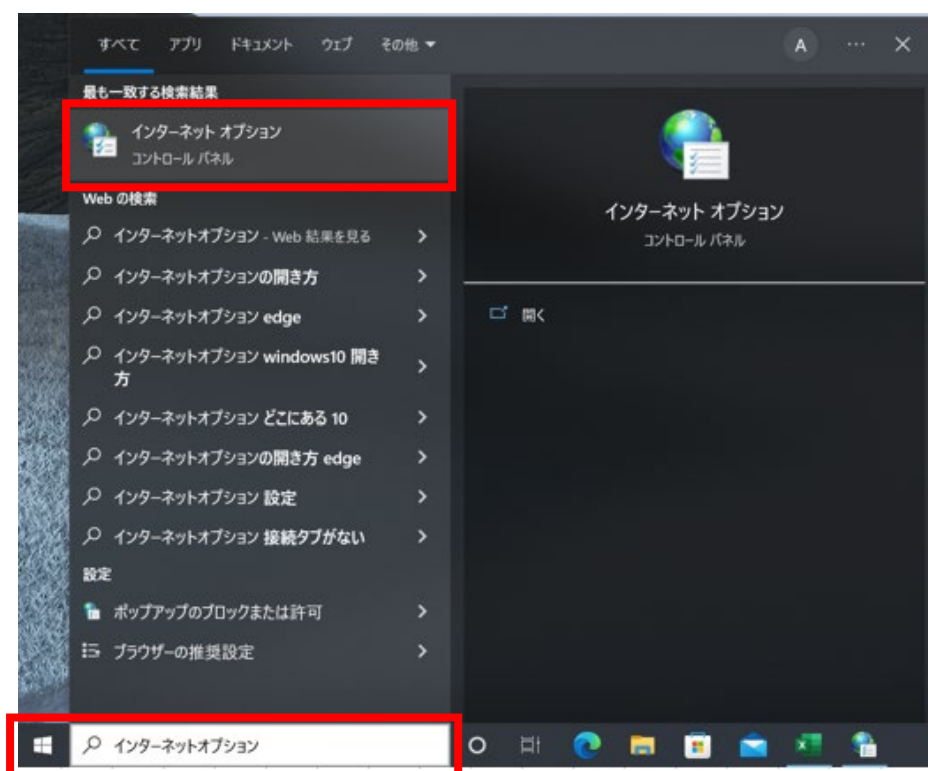 すべて アプリ ドキュメント ウェブ その他 A ... ×
最も一致する検索結果
インターネット オプション
コントロール パネル
Web の検索
インターネットオプション - Web 結果を見る
インターネットオプションの開き方
インターネットオプション edge
インターネットオプション windows10 開き
方
インターネットオプション どこにある 10
インターネットオプションの開き方 edge
インターネットオプション 設定
インターネットオプション 接続タブがない
設定
ポップアップのブロックまたは許可
ブラウザーの推奨設定
インターネット オプション
コントロール パネル
開く
インターネットオプション